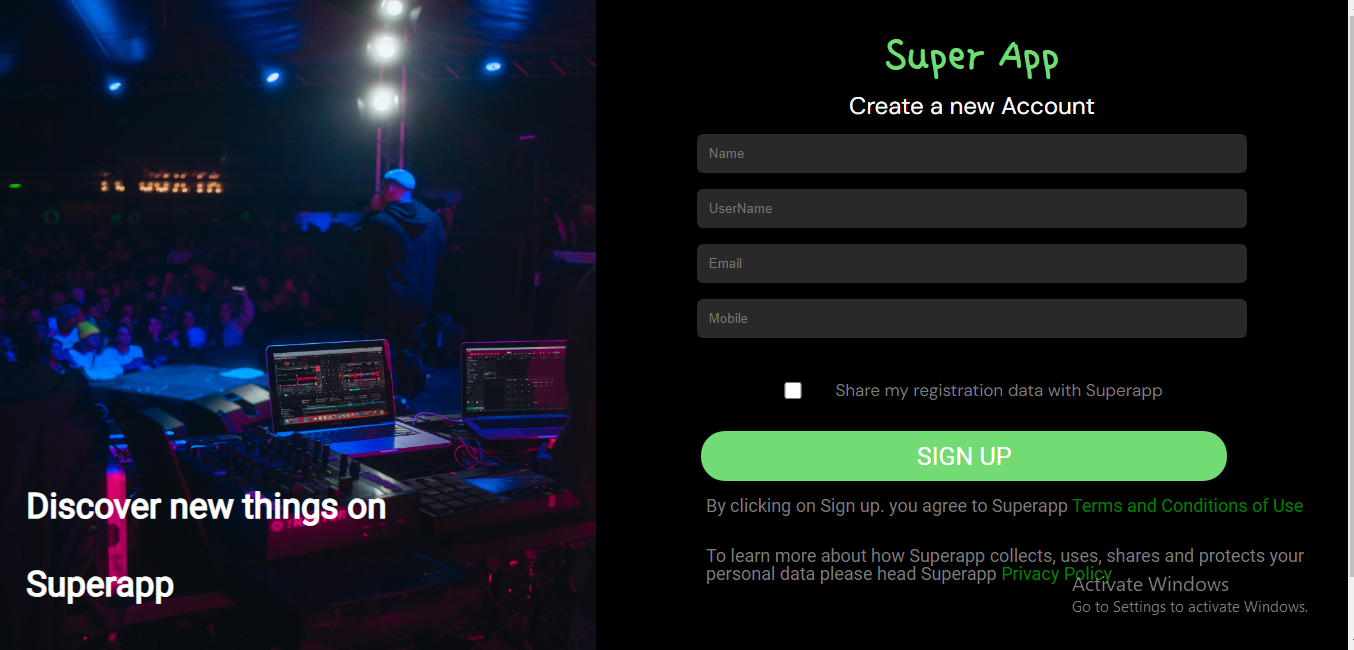 Super App
Create a new Account
Name
UserName
Email
Mobile
Share my registration data with Superapp
SIGN UP
By clicking on Sign up. you agree to Superapp Terms and Conditions of Use
To learn more about how Superapp collects, uses, shares and protects your
personal data please head Superapp Privacy Policy
Activate Windows
Go to Settings to activate Windows.
Discover new things on
Superapp